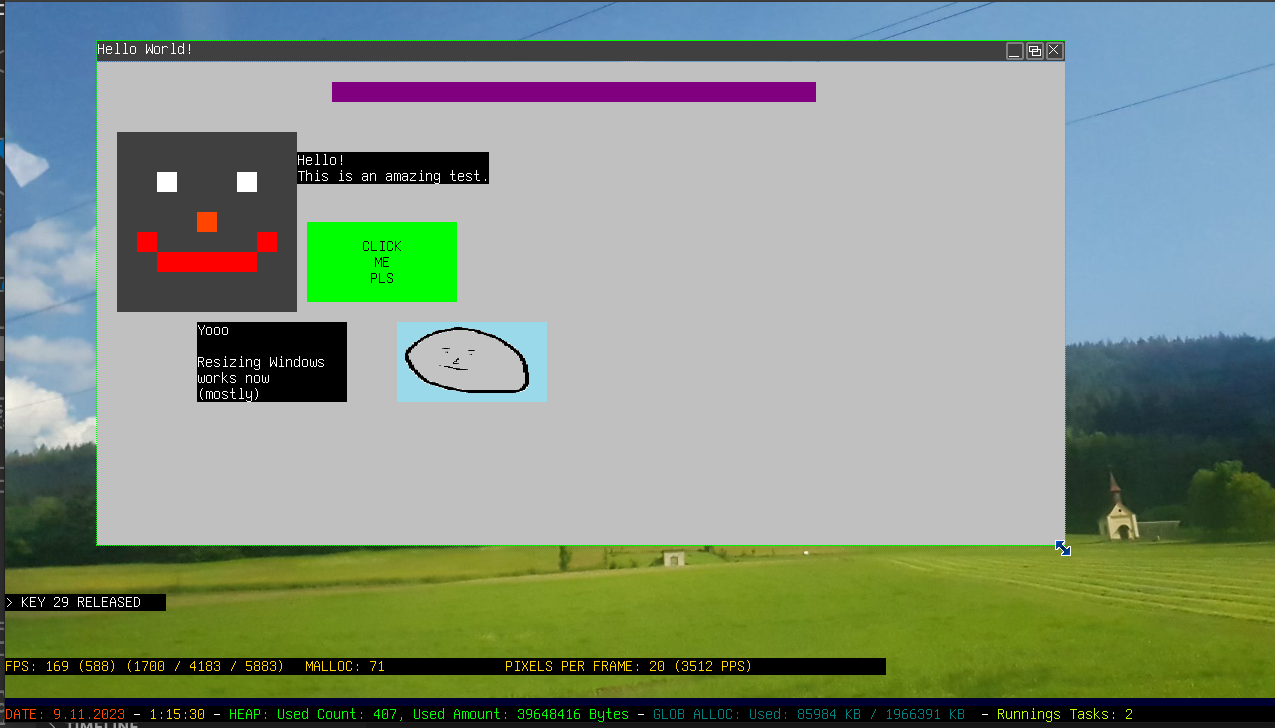 Hello World!
Hello!
This is an amazing test.
CLICK
ME
PLS
Yooo
Resizing Windows
works now
(mostly)
> KEY 29 RELEASED
FPS: 169 (588) (1700 / 4183 / 5883) MALLOC: 71 PIXELS PER FRAME: 20 (3512 PPS)
DATE: 9.11.2023 - 1:15:30 - HEAP: Used Count: 407, Used Amount: 39648416 Bytes - GLOB ALLOC: Used: 85984 KB / 1966391 KB - Runnings Tasks: 2
> TIMELINE